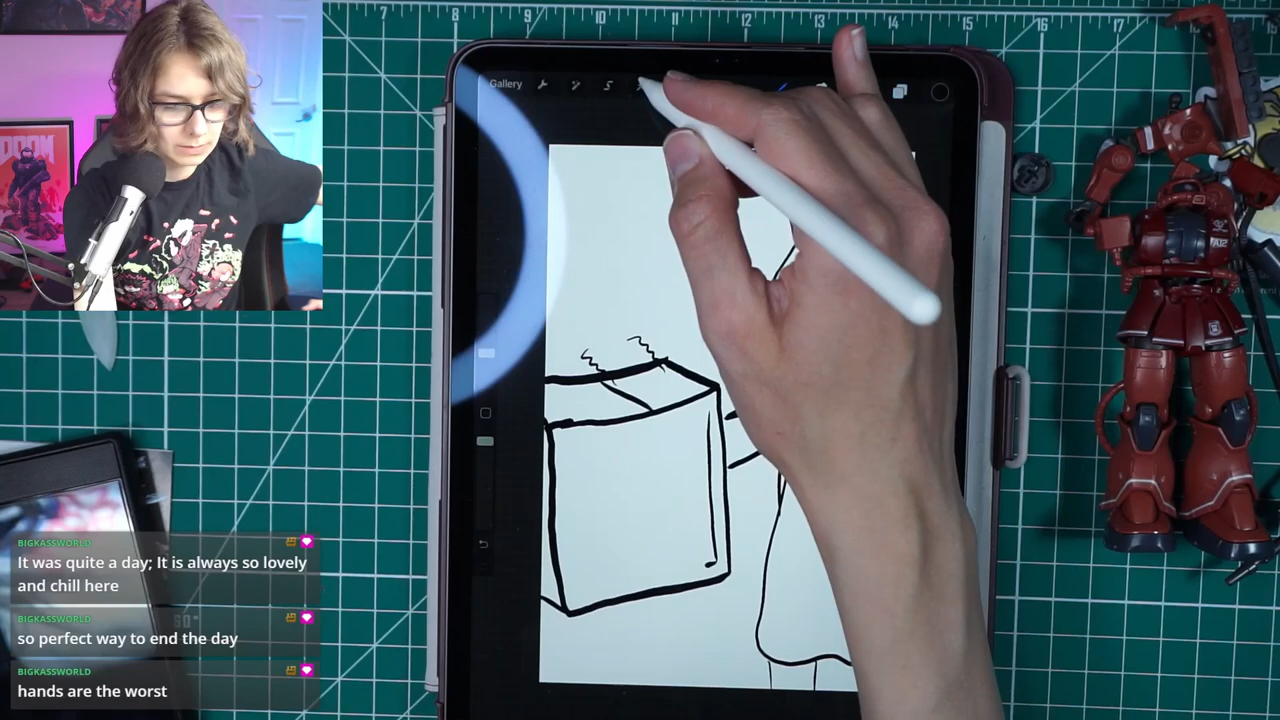 7 8 9 10 11 12 13 14 15 16 17
Gallery
DOOM
A12
BIGKASSWORLD
It was quite a day; It is always so lovely
and chill here
BIGKASSWORLD
so perfect way to end the day
BIGKASSWORLD
hands are the worst
60°